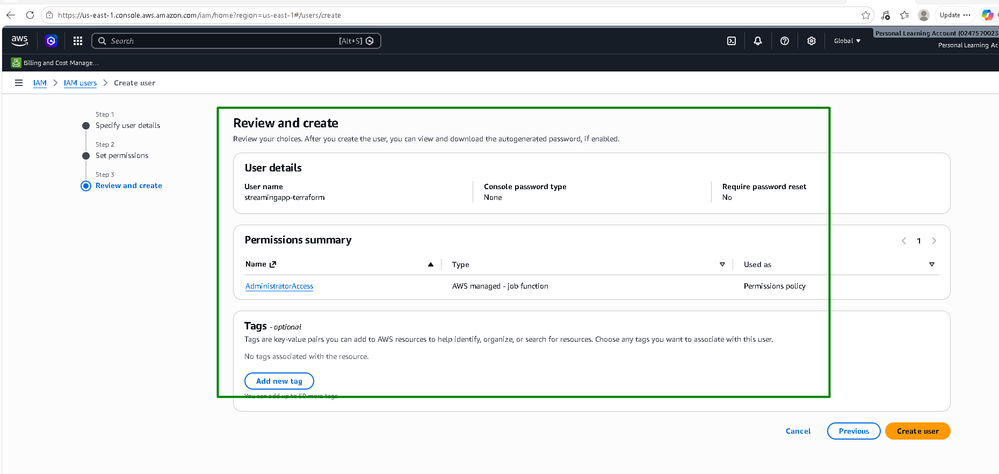 https://us-east-1.console.aws.amazon.com/iam/home?region=us-east-1#/users/create
Update
aws
Search
[Alt+S]
Global
Personal Learning Account (0247570023
Personal Learning Ac
Billing and Cost Manage...
IAM
IAM users
Create user
Step 1
Specify user details
Step 2
Set permissions
Step 3
Review and create
Review and create
Review your choices. After you create the user, you can view and download the autogenerated password, if enabled.
User details
User name
streamingapp-terraform
Console password type
None
Require password reset
No
Permissions summary
1
Name
Type
Used as
AdministratorAccess
AWS managed - job function
Permissions policy
Tags - optional
Tags are key-value pairs you can add to AWS resources to help identify, organize, or search for resources. Choose any tags you want to associate with this user.
No tags associated with the resource.
Add new tag
You can add up to 50 more tags.
Cancel
Previous
Create user